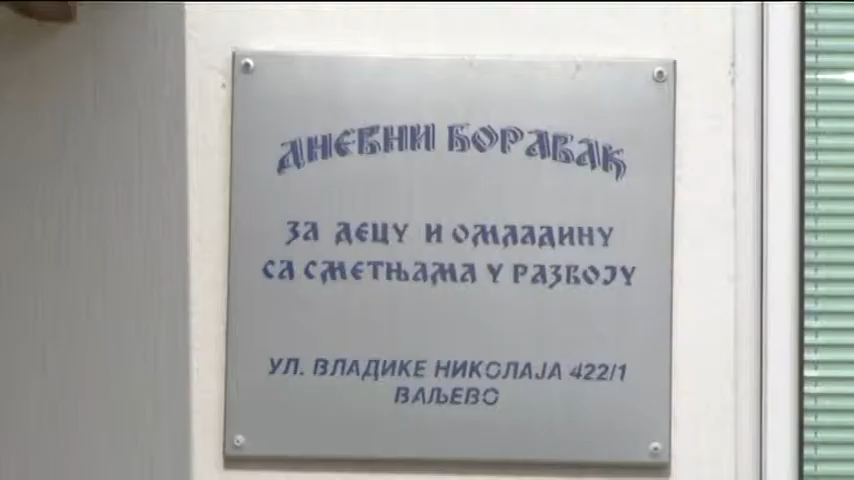 ДНЕВНИ БОРАВАК
ЗА ДЕЦУ И ОМЛАДИНУ
СА СМЕТЊАМА У РАЗВОЈУ
УЛ. ВЛАДИКЕ НИКОЛАЈА 422/1
ВАЉЕВО